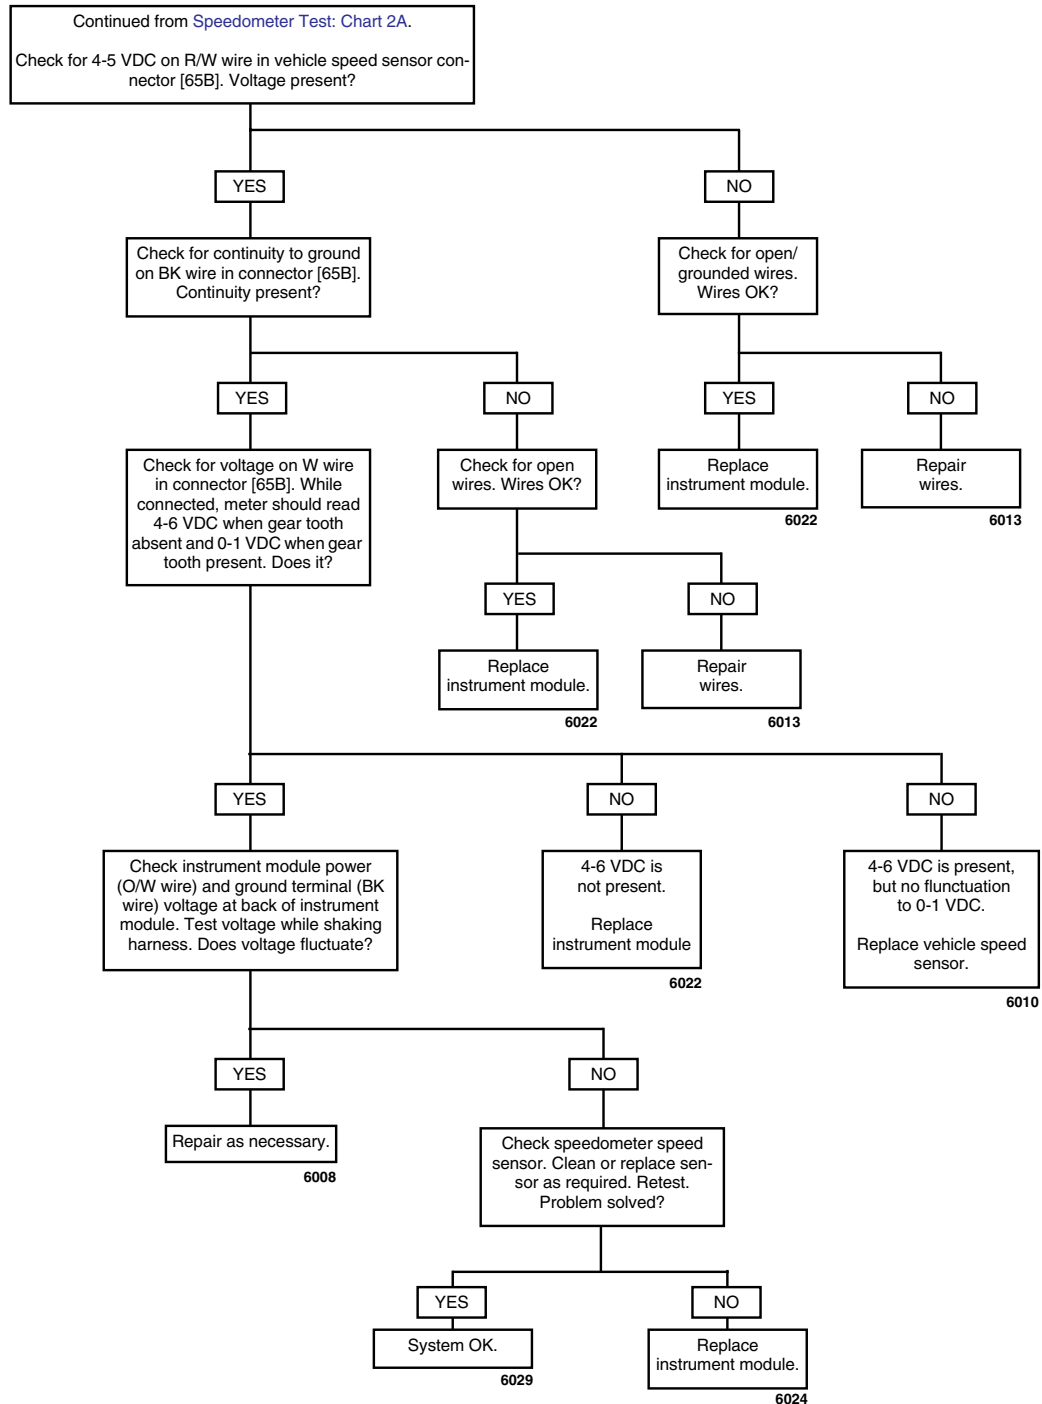 Continued from Speedometer Test: Chart 2A.
Check for 4-5 VDC on R/W wire in vehicle speed sensor con-
nector [65B]. Voltage present?
YES
NO
Check for continuity to ground
on BK wire in connector [65B].
Continuity present?
Check for open/
grounded wires.
Wires OK?
YES
NO
YES
NO
Check for voltage on W wire
in connector [65B]. While
connected, meter should read
4-6 VDC when gear tooth
absent and 0-1 VDC when gear
tooth present. Does it?
Check for open
wires. Wires OK?
Replace
instrument module.
6022
Repair
wires.
6013
YES
NO
Replace
instrument module.
6022
Repair
wires.
6013
YES
NO
NO
Check instrument module power
(O/W wire) and ground terminal (BK
wire) voltage at back of instrument
module. Test voltage while shaking
harness. Does voltage fluctuate?
4-6 VDC is
not present.
Replace
instrument module
6022
4-6 VDC is present,
but no flunctuation
to 0-1 VDC.
Replace vehicle speed
sensor.
6010
YES
NO
Repair as necessary.
6008
Check speedometer speed
sensor. Clean or replace sen-
sor as required. Retest.
Problem solved?
YES
NO
System OK.
6029
Replace
instrument module.
6024